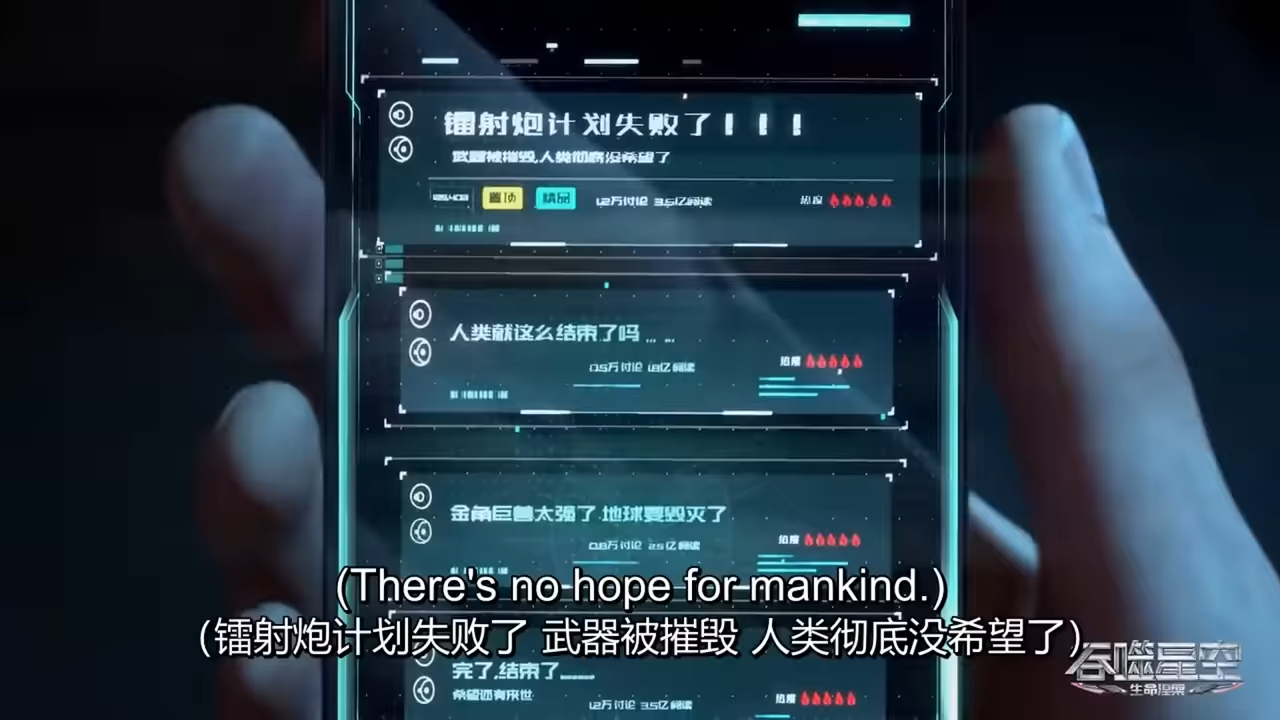 镭射炮计划失败了！！！
武器被摧毁,人类彻底没希望了
置顶 精品 1.2万讨论 3.5亿阅读 热度
人类就这么结束了吗... ...
0.5万讨论 1.8亿阅读 热度
金角巨兽太强了.地球要毁灭了
0.8万讨论 2.5亿阅读 热度
(There's no hope for mankind.)
(镭射炮计划失败了 武器被摧毁 人类彻底没希望了)
完了,结束了......
希望还有来世
1.2万讨论 3.5亿阅读 热度
吞噬星空
生命涅槃